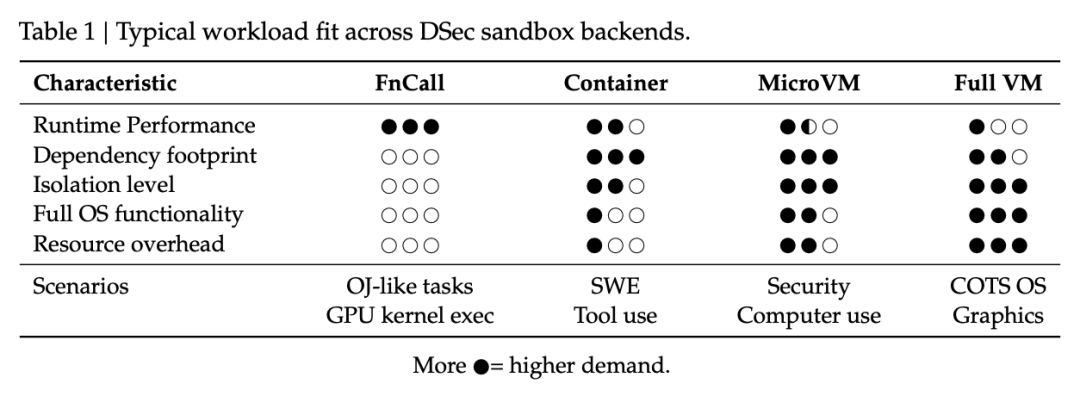 Table 1 | Typical workload fit across DSec sandbox backends.
Characteristic FnCall Container MicroVM Full VM
Runtime Performance ●●● ●●○ ●◐○ ●○○
Dependency footprint ○○○ ●●● ●●● ●●○
Isolation level ○○○ ●●○ ●●● ●●●
Full OS functionality ○○○ ●○○ ●●○ ●●●
Resource overhead ○○○ ●○○ ●●○ ●●●
Scenarios OJ-like tasks SWE Security COTS OS
GPU kernel exec Tool use Computer use Graphics
More ●= higher demand.